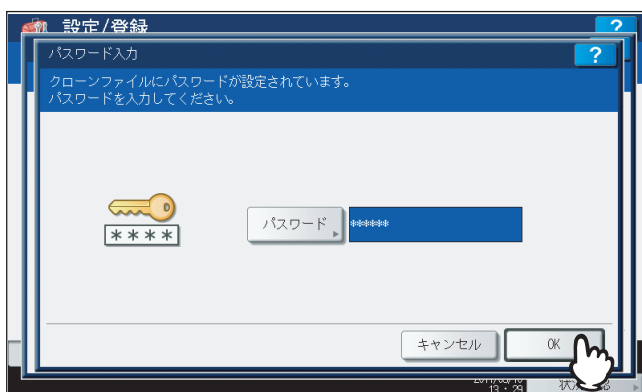 設定/登録
?
パスワード入力
?
クローンファイルにパスワードが設定されています。
パスワードを入力してください。
****
パスワード
******
キャンセル
OK
13:29